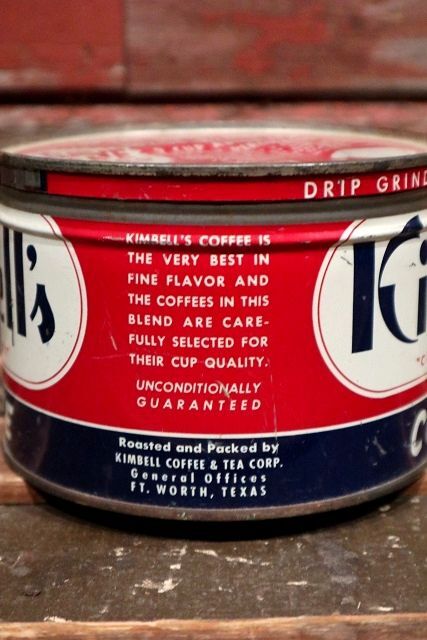 DRIP GRIND
KIMBELL'S COFFEE IS
THE VERY BEST IN
FINE FLAVOR AND
THE COFFEES IN THIS
BLEND ARE CARE-
FULLY SELECTED FOR
THEIR CUP QUALITY.
UNCONDITIONALLY
GUARANTEED
Roasted and Packed by
KIMBELL COFFEE & TEA CORP.
General Offices
FT. WORTH, TEXAS
ll's
Ki